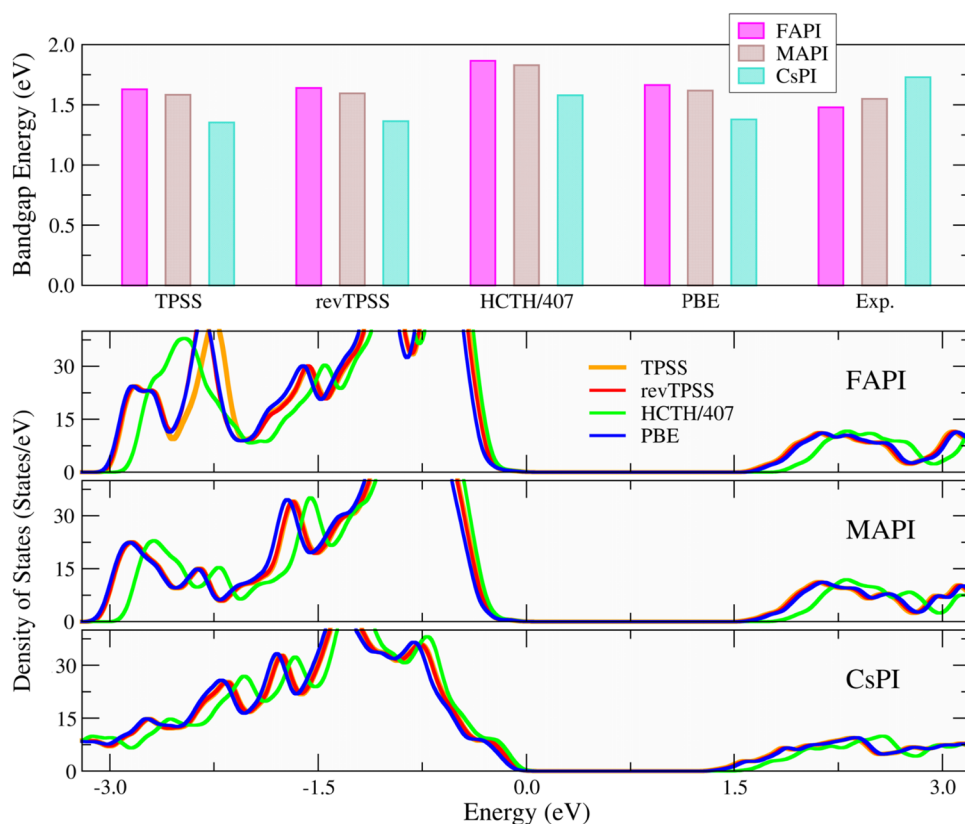 FAPI
MAPI
CsPI
Bandgap Energy (eV)
2.0
1.5
1.0
0.5
0.0
TPSS revTPSS HCTH/407 PBE Exp.
Density of States (States/eV)
30
15
0
TPSS
revTPSS
HCTH/407
PBE
FAPI
30
15
0
MAPI
30
15
0
CsPI
-3.0 -1.5 0.0 1.5 3.0
Energy (eV)